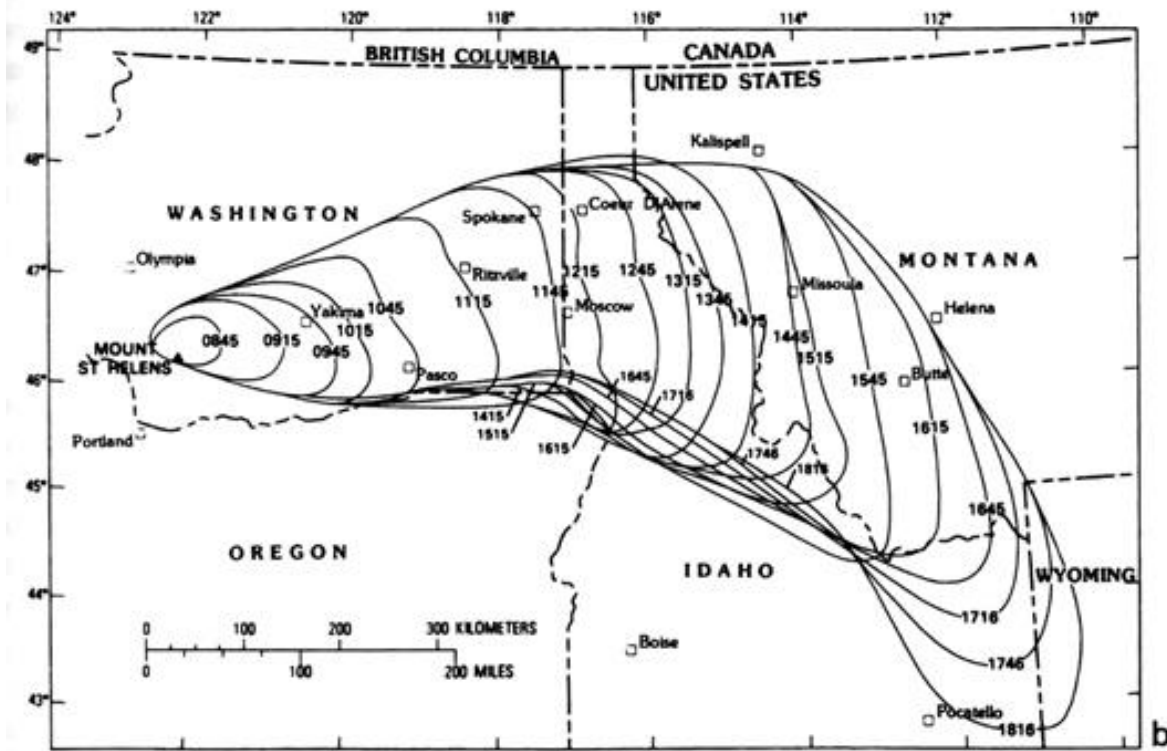 124° 122° 120° 118° 116° 114° 112° 110°
49°
BRITISH COLUMBIA CANADA
UNITED STATES
Kalispell
48°
WASHINGTON
Spokane
Coeur D'Alene
MONTANA
Olympia
47°
Ritzville
Missoula
Helena
Yakima
Moscow
0845
0915
0945
1015
1045
1115
1145
1215
1245
1315
1345
1415
1445
1515
1545
1615
1645
MOUNT
ST HELENS
Pasco
Butte
46°
1645
1716
1415
1515
1615
1746
1816
Portland
45°
OREGON
IDAHO
WYOMING
44°
1716
1746
1816
0 100 200 300 KILOMETERS
0 100 200 MILES
Boise
43°
Pocatello
b